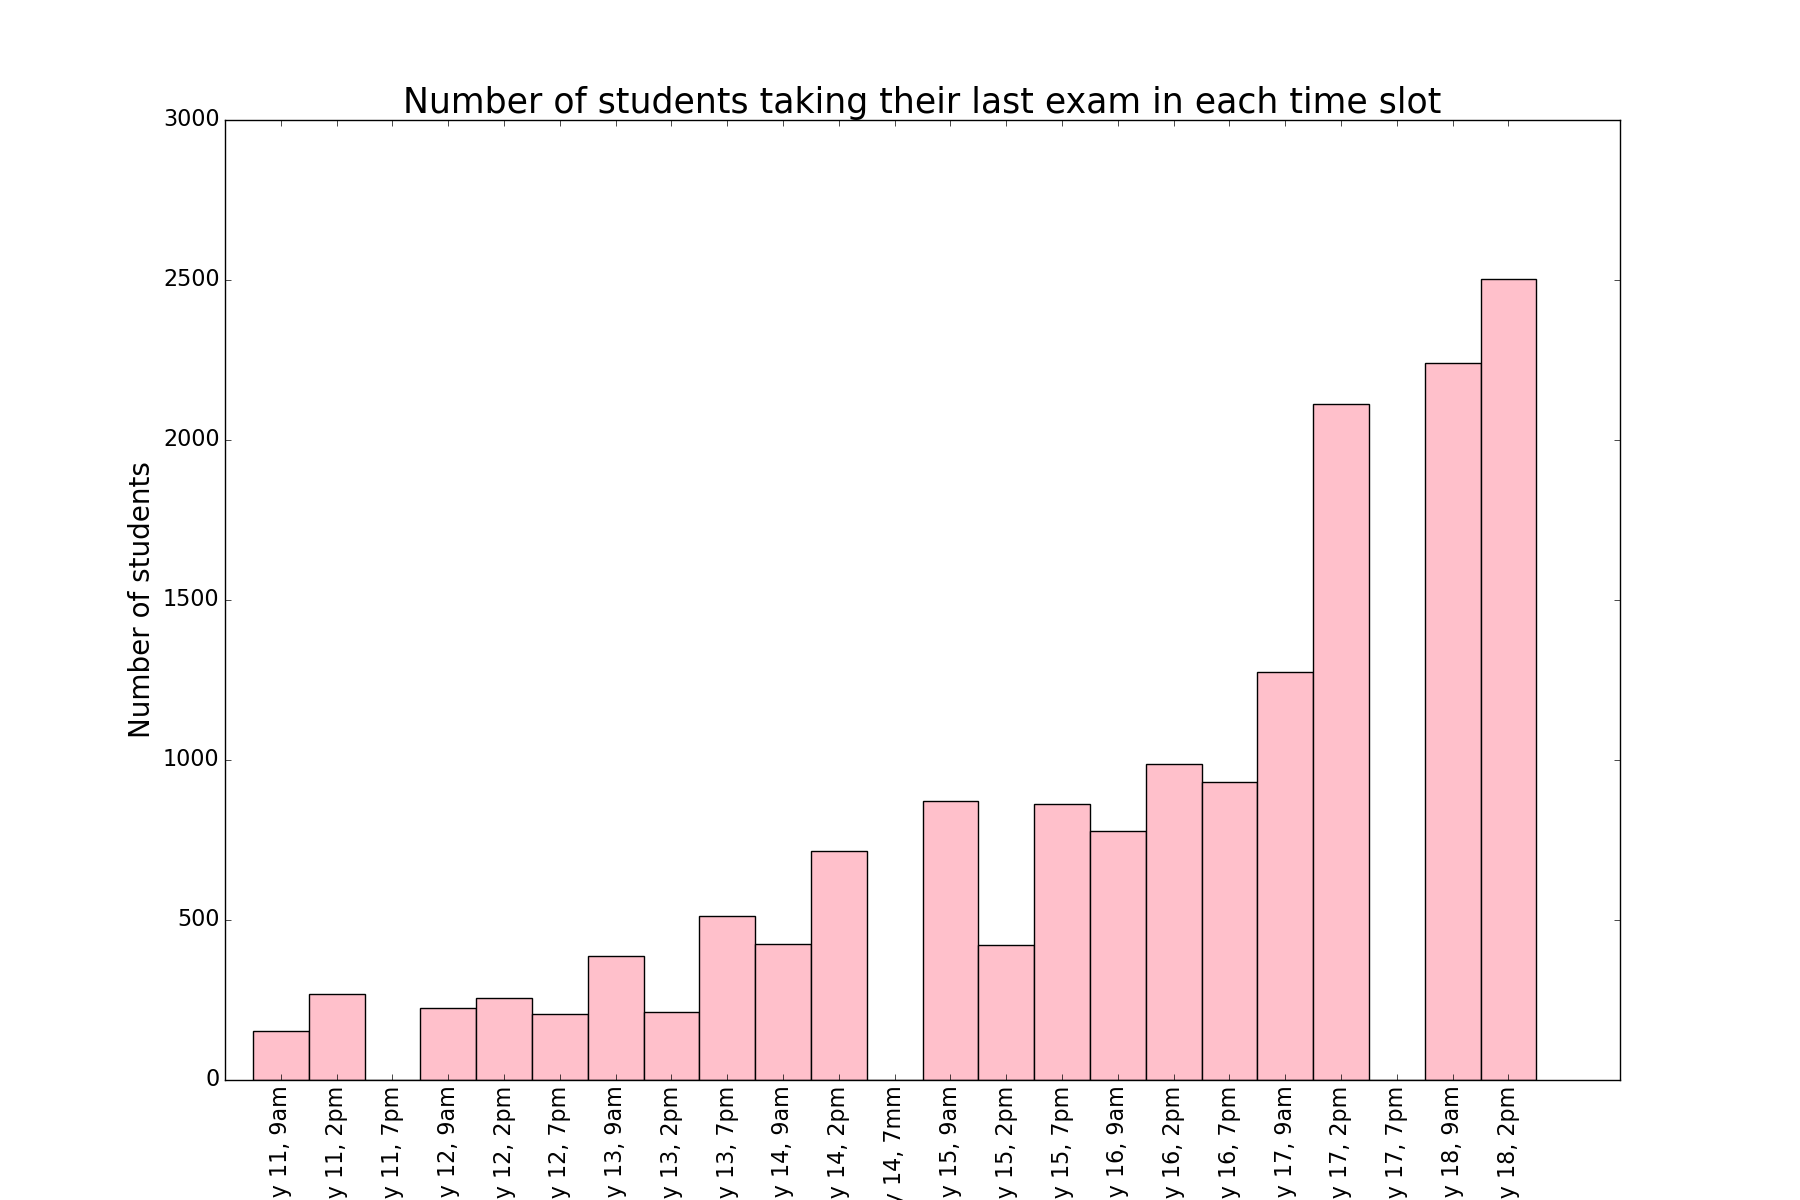 Number of students taking their last exam in each time slot
Number of students
3000
2500
2000
1500
1000
500
0
y 11, 9am
y 11, 2pm
y 11, 7pm
y 12, 9am
y 12, 2pm
y 12, 7pm
y 13, 9am
y 13, 2pm
y 13, 7pm
y 14, 9am
y 14, 2pm
y 14, 7mm
y 15, 9am
y 15, 2pm
y 15, 7pm
y 16, 9am
y 16, 2pm
y 16, 7pm
y 17, 9am
y 17, 2pm
y 17, 7pm
y 18, 9am
y 18, 2pm